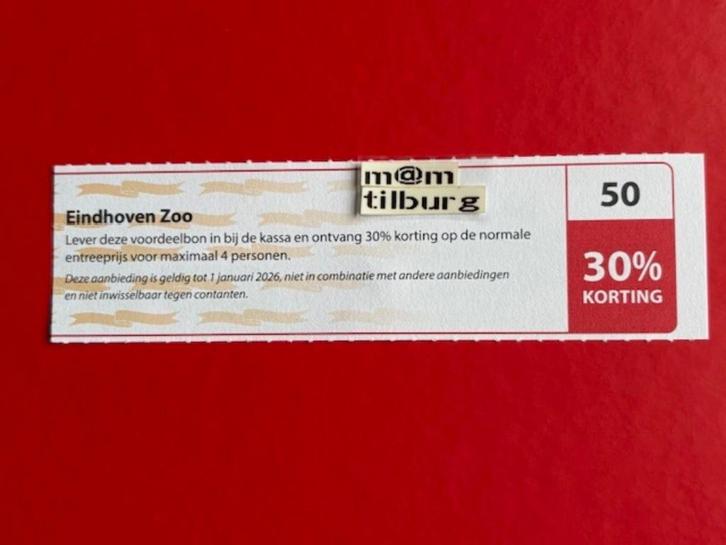 m@m
tilburg
50
Eindhoven Zoo
Lever deze voordeelbon in bij de kassa en ontvang 30% korting op de normale
entreeprijs voor maximaal 4 personen.
Deze aanbieding is geldig tot 1 januari 2026, niet in combinatie met andere aanbiedingen
en niet inwisselbaar tegen contanten.
30%
KORTING